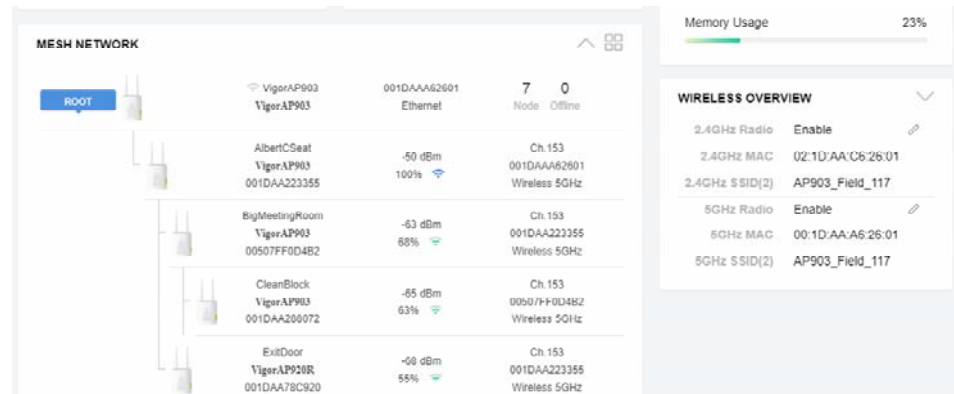 Memory Usage 23%
MESH NETWORK
ROOT
VigorAP903 001DAAA62601 7 0
VigorAP903 Ethernet Node Offline
AlbertCSeat -50 dBm Ch.153
VigorAP903 100% 001DAAA62601
001DAA223355 Wireless 5GHz
BigMeetingRoom -63 dBm Ch.153
VigorAP903 68% 001DAA223355
00507FF0D4B2 Wireless 5GHz
CleanBlock -65 dBm Ch.153
VigorAP903 63% 00507FF0D4B2
001DAA288072 Wireless 5GHz
ExitDoor -68 dBm Ch.153
VigorAP920R 55% 001DAA223355
001DAA78C920 Wireless 5GHz
WIRELESS OVERVIEW
2.4GHz Radio Enable
2.4GHz MAC 02:1D:AA:C6:26:01
2.4GHz SSID(2) AP903_Field_117
5GHz Radio Enable
5GHz MAC 00:1D:AA:A6:26:01
5GHz SSID(2) AP903_Field_117